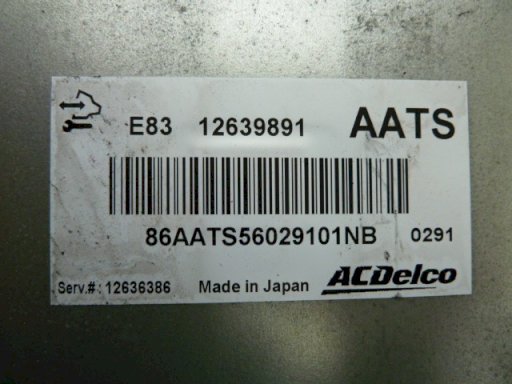 E83 12639891 AATS
86AATS56029101NB 0291
Serv.#: 12636386 Made in Japan ACDelco